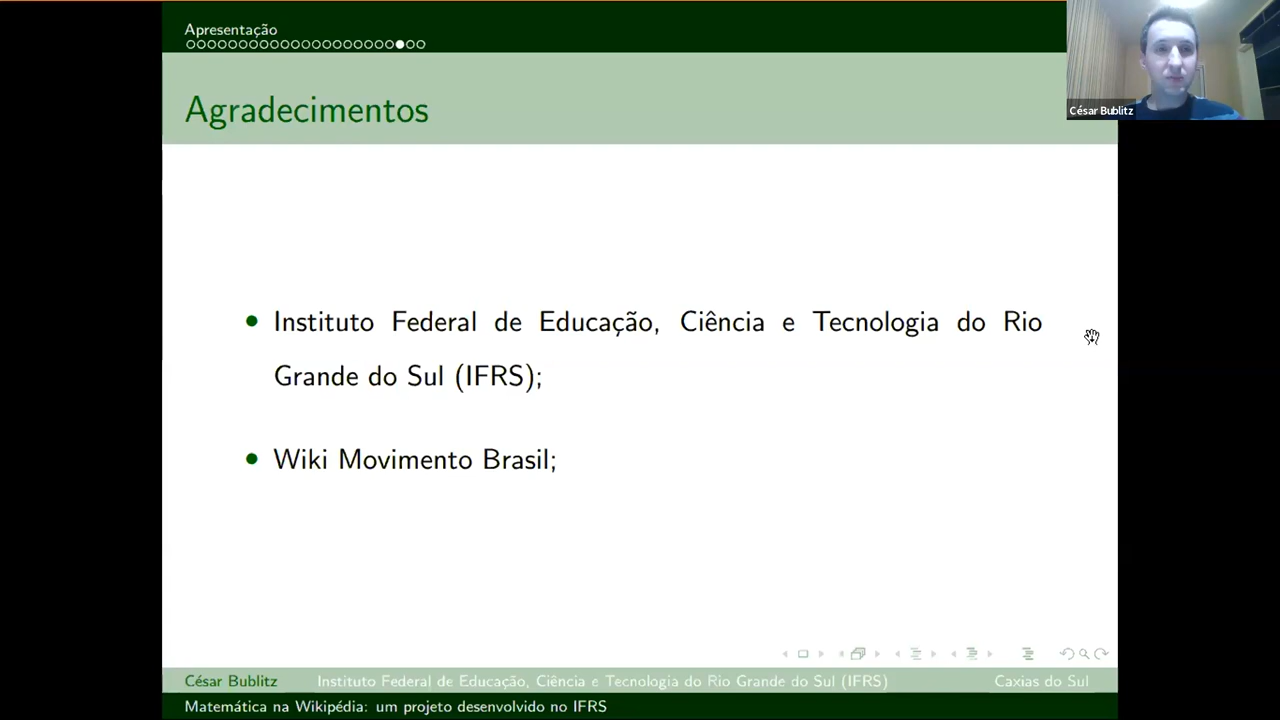 Apresentação
César Bublitz
Agradecimentos
• Instituto Federal de Educação, Ciência e Tecnologia do Rio
Grande do Sul (IFRS);
• Wiki Movimento Brasil;
César Bublitz Instituto Federal de Educação, Ciência e Tecnologia do Rio Grande do Sul (IFRS) Caxias do Sul
Matemática na Wikipédia: um projeto desenvolvido no IFRS